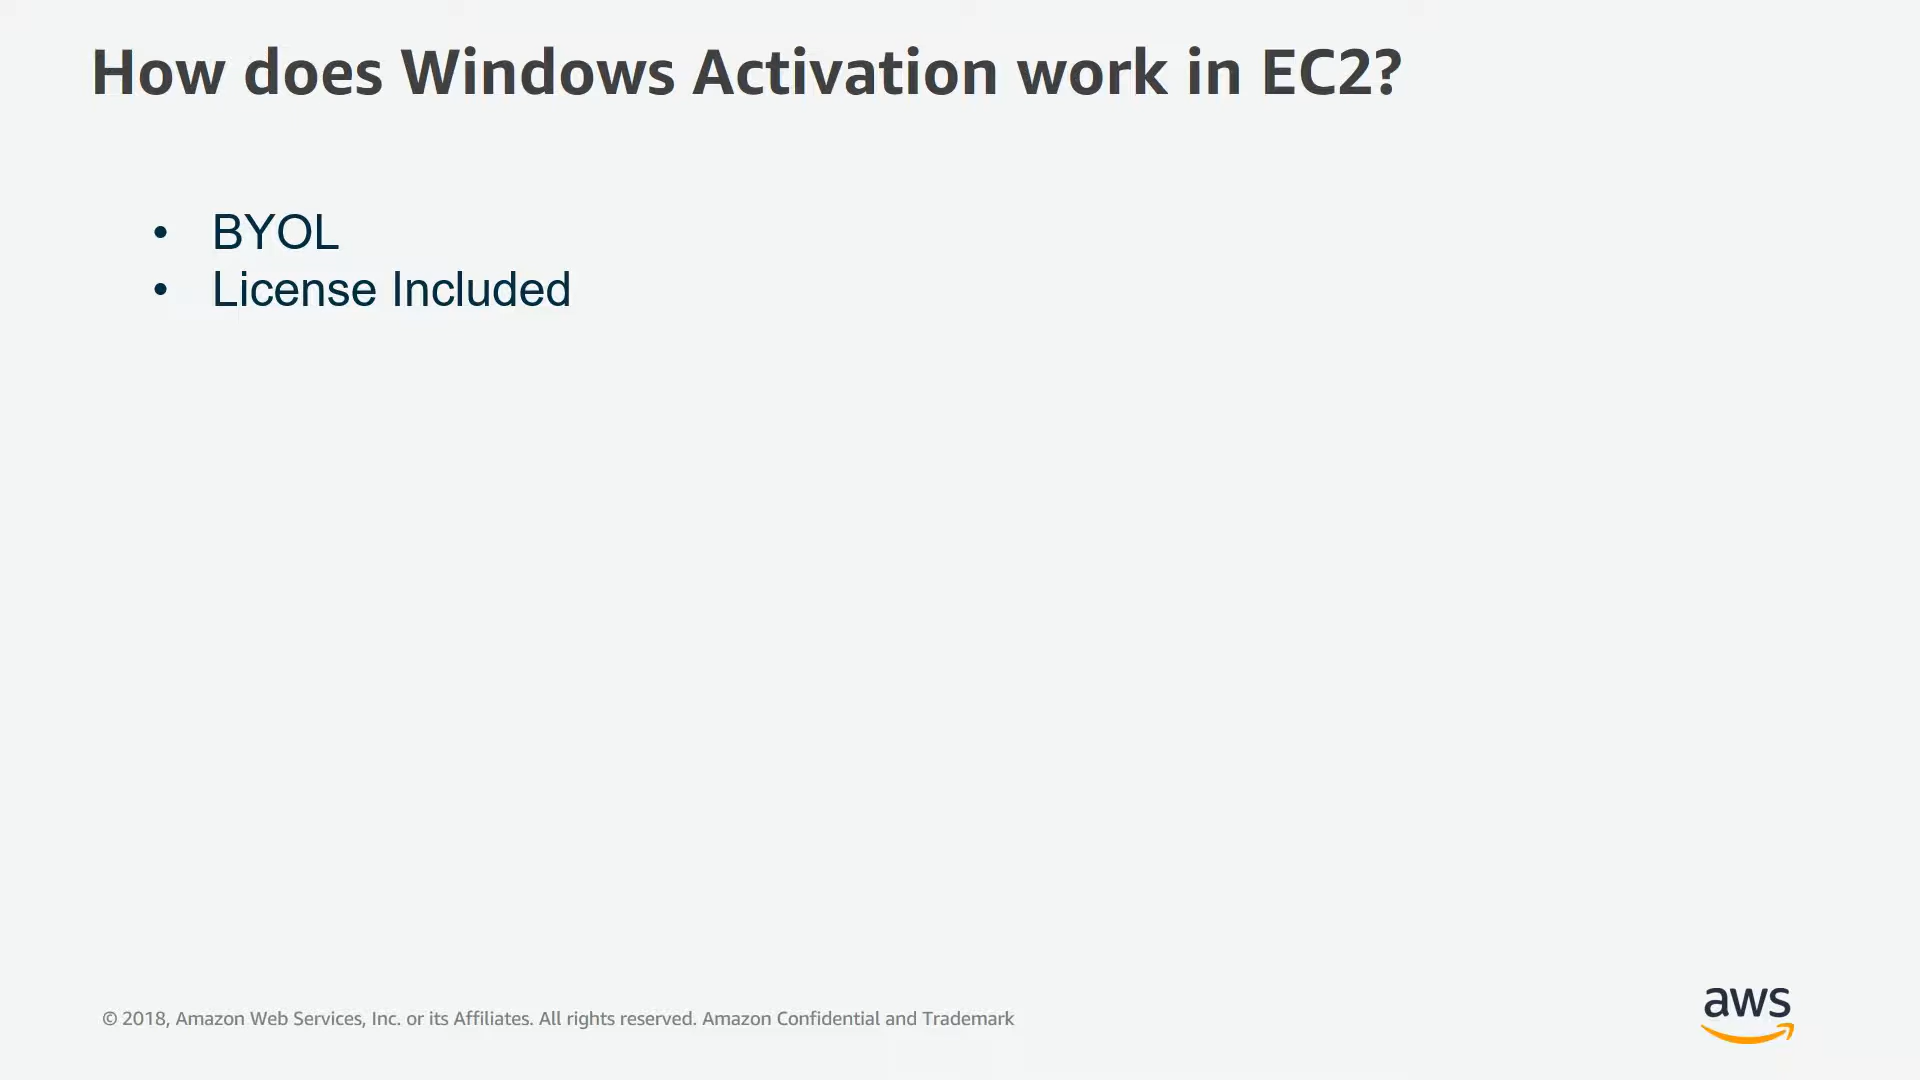 How does Windows Activation work in EC2?
• BYOL
• License Included
© 2018, Amazon Web Services, Inc. or its Affiliates. All rights reserved. Amazon Confidential and Trademark
aws